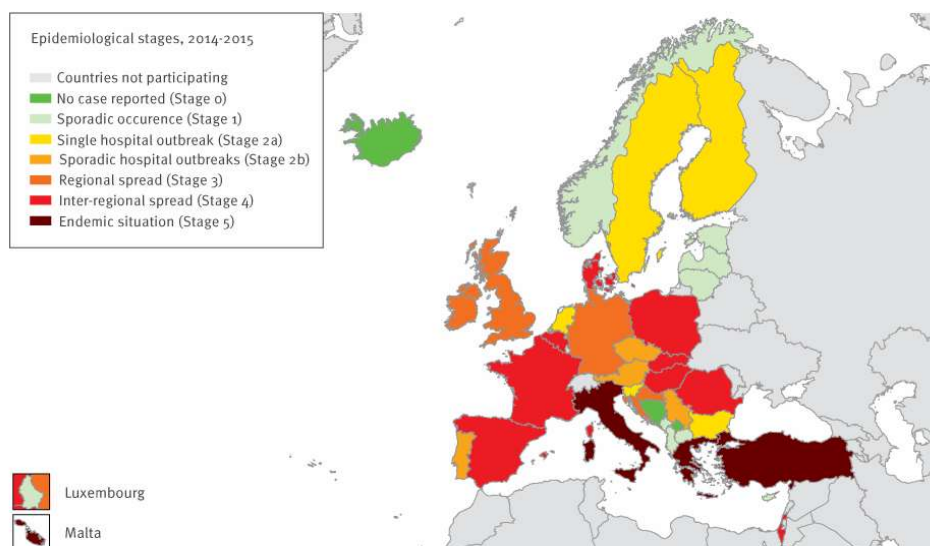 Epidemiological stages, 2014-2015
Countries not participating
No case reported (Stage 0)
Sporadic occurence (Stage 1)
Single hospital outbreak (Stage 2a)
Sporadic hospital outbreaks (Stage 2b)
Regional spread (Stage 3)
Inter-regional spread (Stage 4)
Endemic situation (Stage 5)
Luxembourg
Malta